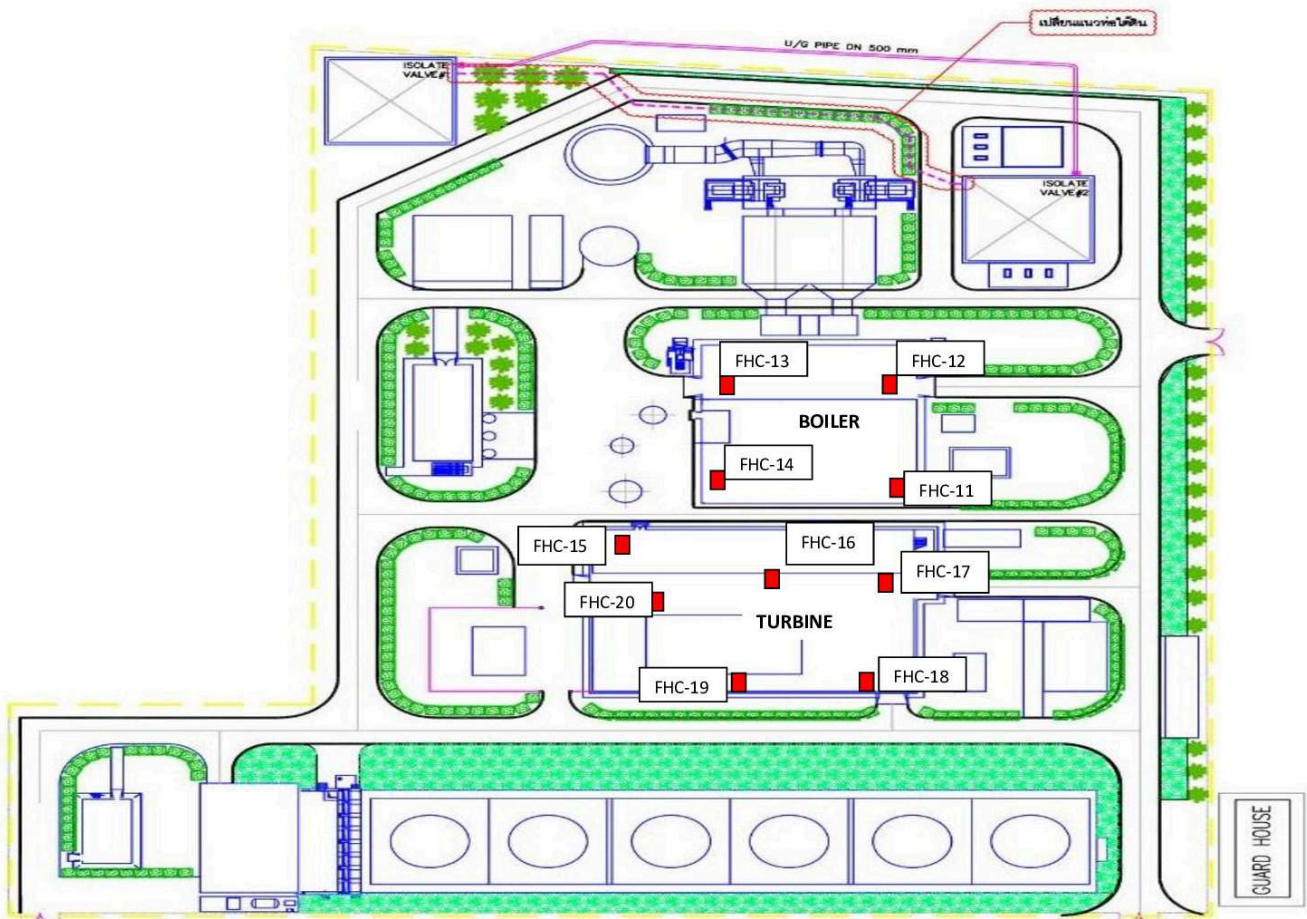 เปลี่ยนแนวท่อใต้ดิน
U/G PIPE DN 500 mm
ISOLATE
VALVE#1
ISOLATE
VALVE#2
FHC-13
FHC-12
BOILER
FHC-14
FHC-11
FHC-15
FHC-16
FHC-17
FHC-20
TURBINE
FHC-19
FHC-18
GUARD HOUSE